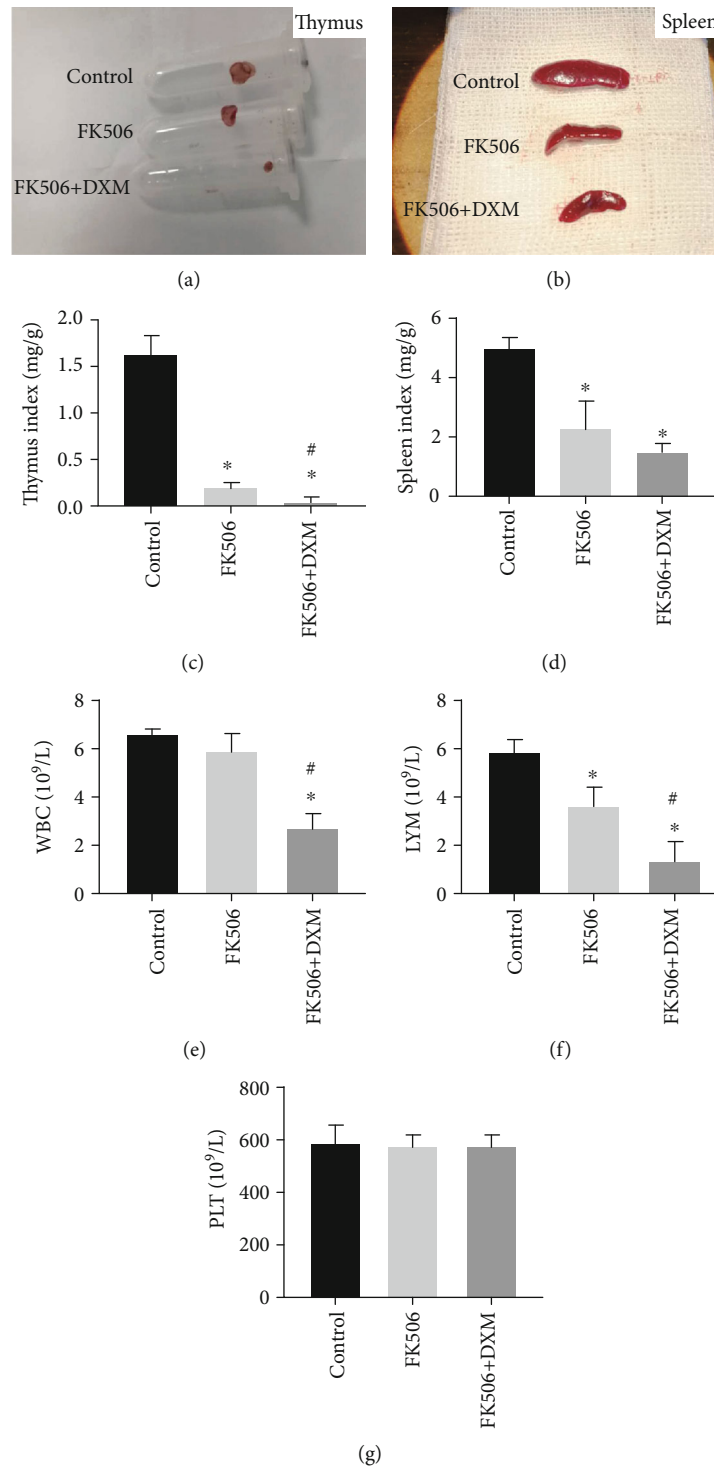 Thymus
Control
FK506
FK506+DXM
(a)
Spleen
Control
FK506
FK506+DXM
(b)
Thymus index (mg/g)
2.0
1.5
1.0
0.5
0.0
*
#
*
Control
FK506
FK506+DXM
(c)
Spleen index (mg/g)
6
4
2
0
*
*
Control
FK506
FK506+DXM
(d)
WBC (10⁹/L)
8
6
4
2
0
#
*
Control
FK506
FK506+DXM
(e)
LYM (10⁹/L)
8
6
4
2
0
*
#
*
Control
FK506
FK506+DXM
(f)
PLT (10⁹/L)
800
600
400
200
0
Control
FK506
FK506+DXM
(g)